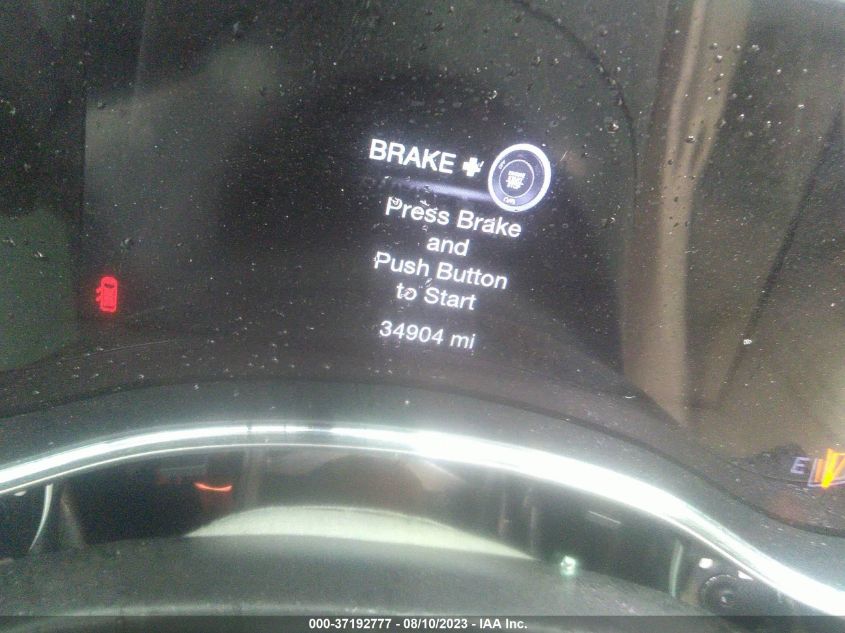 BRAKE +
Press Brake
and
Push Button
to Start
34904 mi
E
000-37192777 - 08/10/2023 - IAA Inc.